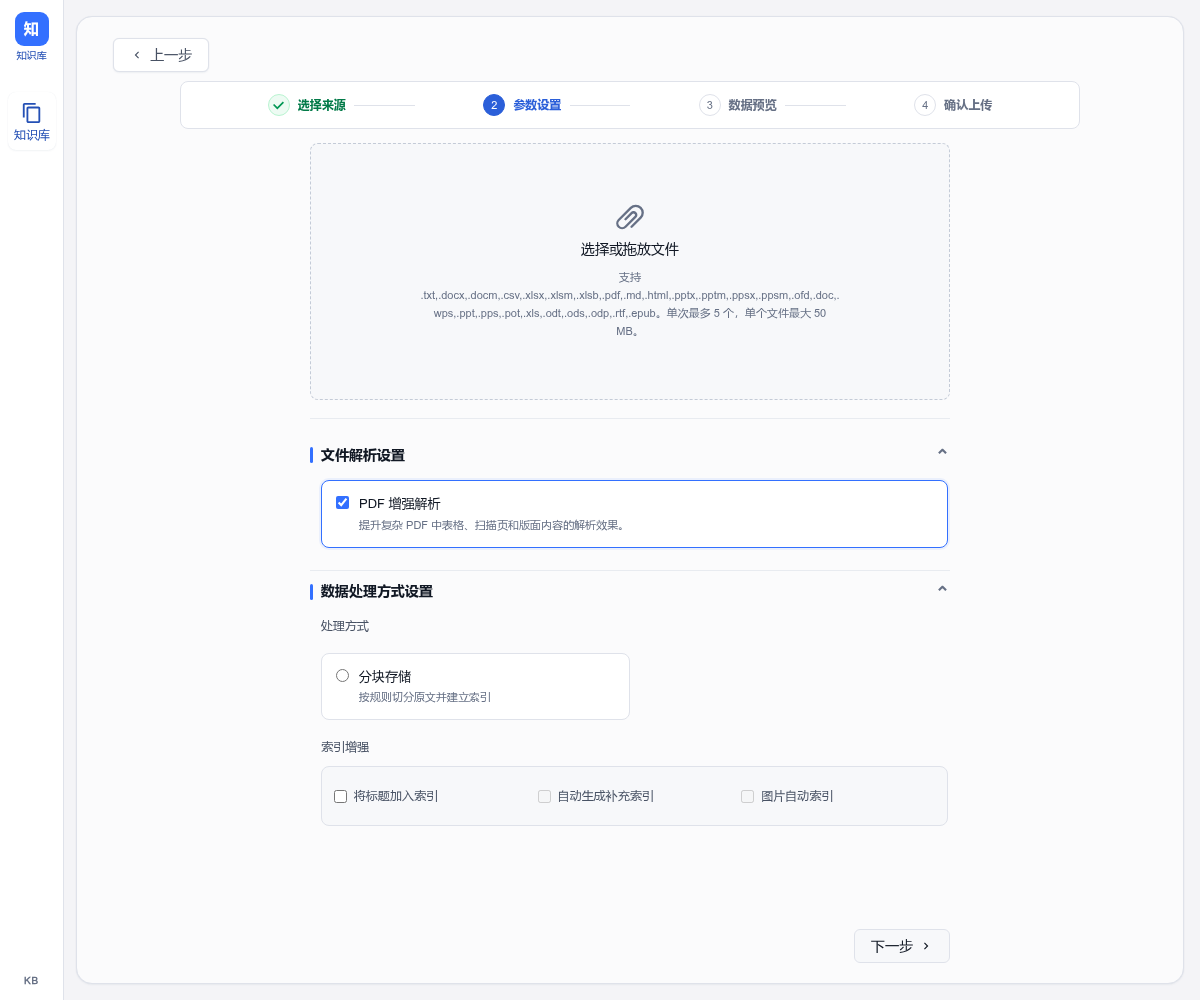 知
知识库
知识库
KB
上一步
选择来源
2 参数设置
3 数据预览
4 确认上传
选择或拖放文件
支持
.txt,.docx,.docm,.csv,.xlsx,.xlsm,.xlsb,.pdf,.md,.html,.pptx,.pptm,.ppsx,.ppsm,.ofd,.doc,.
wps,.ppt,.pps,.pot,.xls,.odt,.ods,.odp,.rtf,.epub。单次最多 5 个，单个文件最大 50
MB。
文件解析设置
PDF 增强解析
提升复杂 PDF 中表格、扫描页和版面内容的解析效果。
数据处理方式设置
处理方式
分块存储
按规则切分原文并建立索引
索引增强
将标题加入索引
自动生成补充索引
图片自动索引
下一步